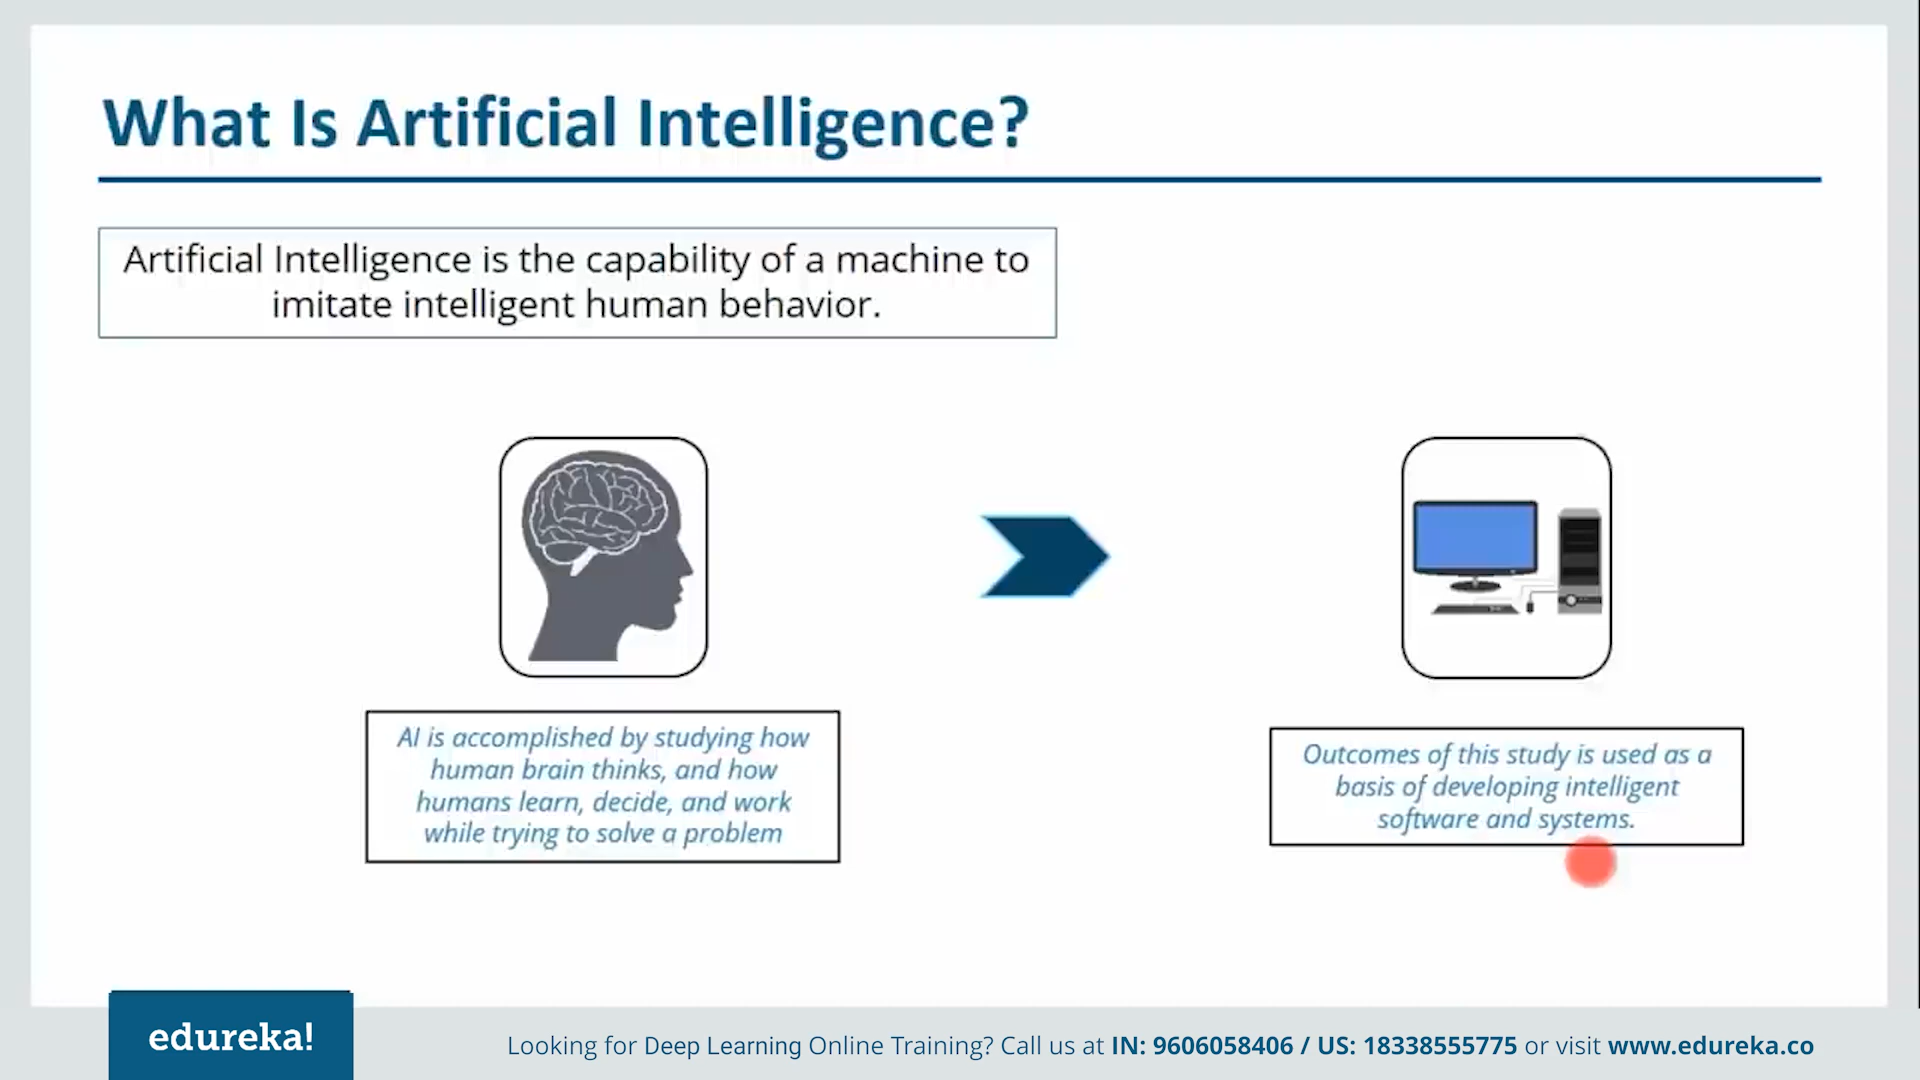 What Is Artificial Intelligence?
Artificial Intelligence is the capability of a machine to
imitate intelligent human behavior.
AI is accomplished by studying how
human brain thinks, and how
humans learn, decide, and work
while trying to solve a problem
Outcomes of this study is used as a
basis of developing intelligent
software and systems.
edureka!
Looking for Deep Learning Online Training? Call us at IN: 9606058406 / US: 18338555775 or visit www.edureka.co